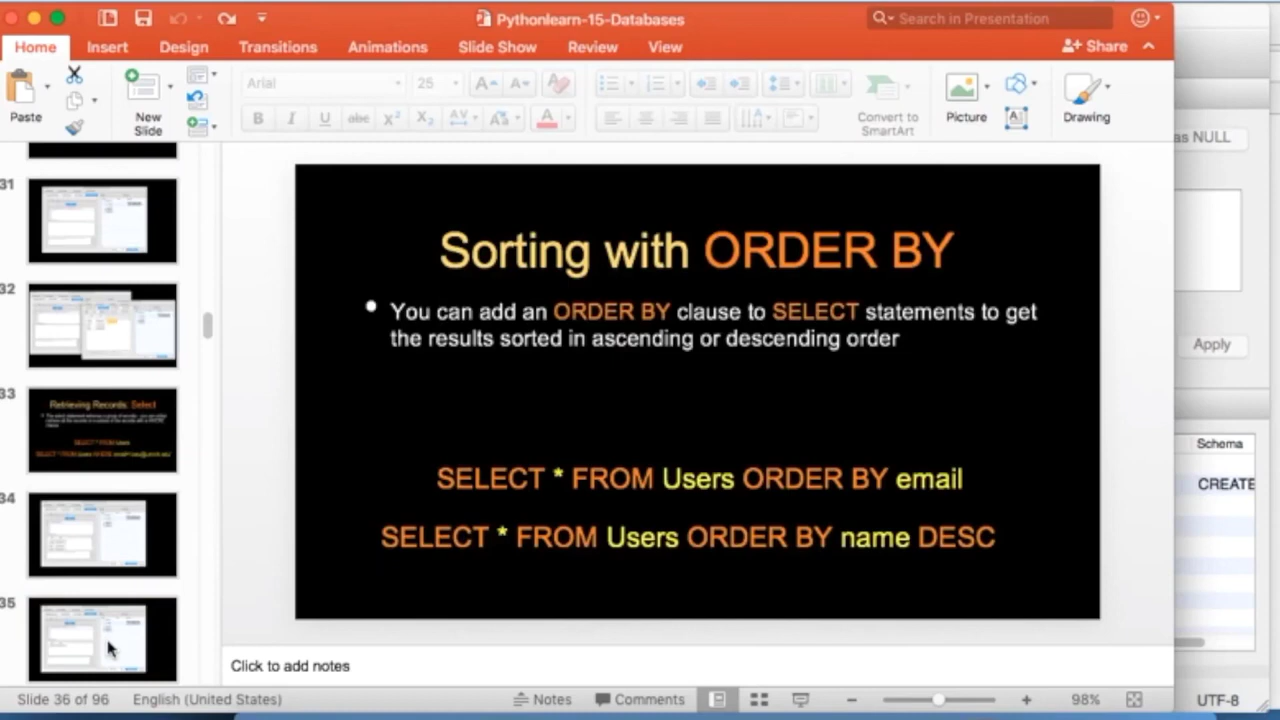 Pythonlearn-15-Databases
Search in Presentation
Home Insert Design Transitions Animations Slide Show Review View Share
Arial 25
Paste New Slide Convert to SmartArt Picture Drawing
as NULL
31
32
33
Retrieving Records: Select
34
35
Sorting with ORDER BY
You can add an ORDER BY clause to SELECT statements to get
the results sorted in ascending or descending order
SELECT * FROM Users ORDER BY email
SELECT * FROM Users ORDER BY name DESC
Apply
Schema
CREATE
Click to add notes
Slide 36 of 96 English (United States) Notes Comments 98% UTF-8